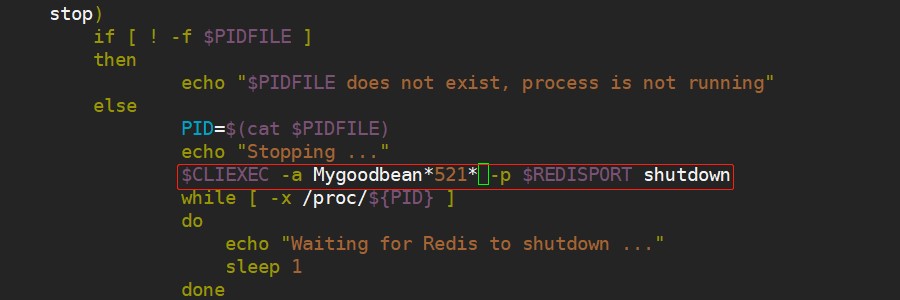 stop)
if [ ! -f $PIDFILE ]
then
echo "$PIDFILE does not exist, process is not running"
else
PID=$(cat $PIDFILE)
echo "Stopping ..."
$CLIEXEC -a Mygoodbean*521* -p $REDISPORT shutdown
while [ -x /proc/${PID} ]
do
echo "Waiting for Redis to shutdown ..."
sleep 1
done